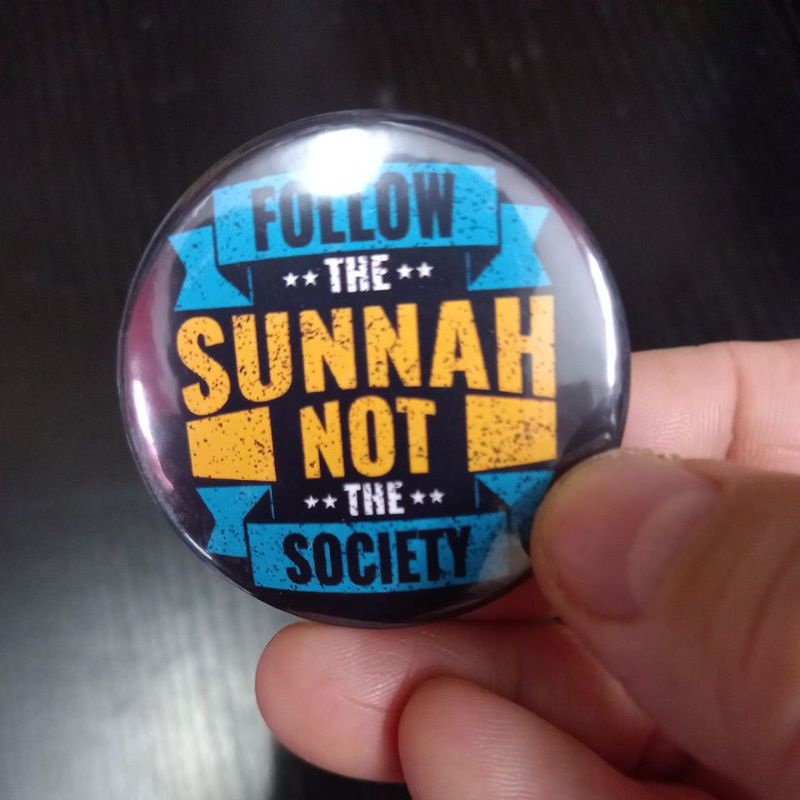 FOLLOW
THE
SUNNAH
NOT
THE
SOCIETY